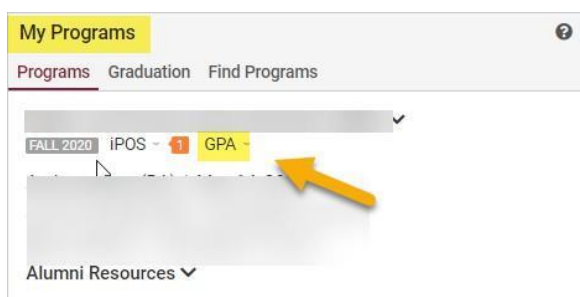 My Programs
Programs Graduation Find Programs
FALL 2020 iPOS 1 GPA
Alumni Resources